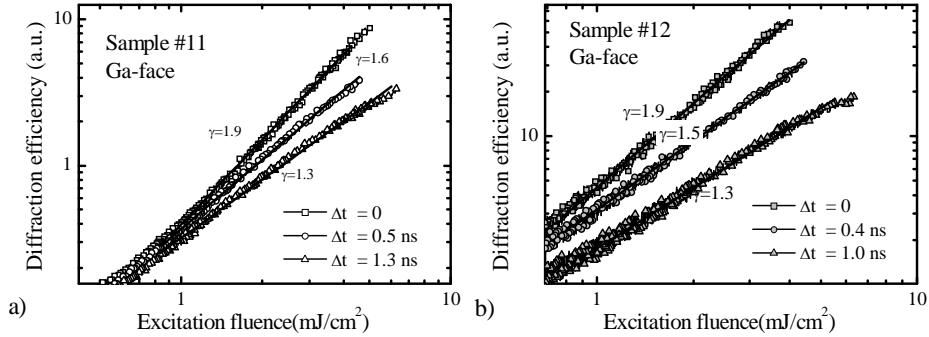 Sample #11
Ga-face
γ=1.6
γ=1.9
γ=1.3
Δt = 0
Δt = 0.5 ns
Δt = 1.3 ns
10
1
Diffraction efficiency (a.u.)
1
10
Excitation fluence(mJ/cm²)
a)
Sample #12
Ga-face
γ=1.9
γ=1.5
γ=1.3
Δt = 0
Δt = 0.4 ns
Δt = 1.0 ns
10
Diffraction efficiency (a.u.)
1
10
Excitation fluence(mJ/cm²)
b)